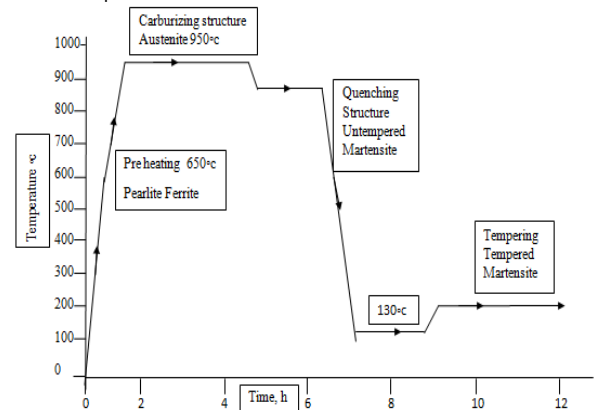 Carburizing structure
Austenite 950°c
1000
900
800
700
600
500
400
300
200
100
0
Temperature °c
Pre heating 650°c
Pearlite Ferrite
Quenching
Structure
Untempered
Martensite
Tempering
Tempered
Martensite
130°c
0 2 4 6 8 10 12
Time, h